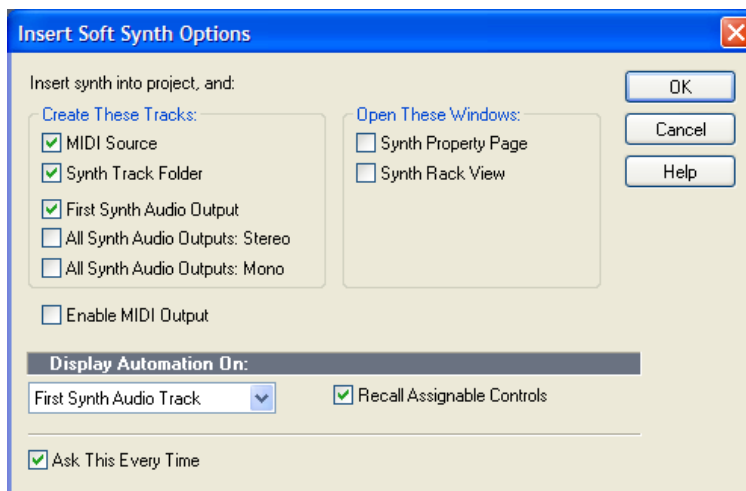 Insert Soft Synth Options
Insert synth into project, and:
Create These Tracks:
MIDI Source
Synth Track Folder
First Synth Audio Output
All Synth Audio Outputs: Stereo
All Synth Audio Outputs: Mono
Open These Windows:
Synth Property Page
Synth Rack View
OK
Cancel
Help
Enable MIDI Output
Display Automation On:
First Synth Audio Track
Recall Assignable Controls
Ask This Every Time